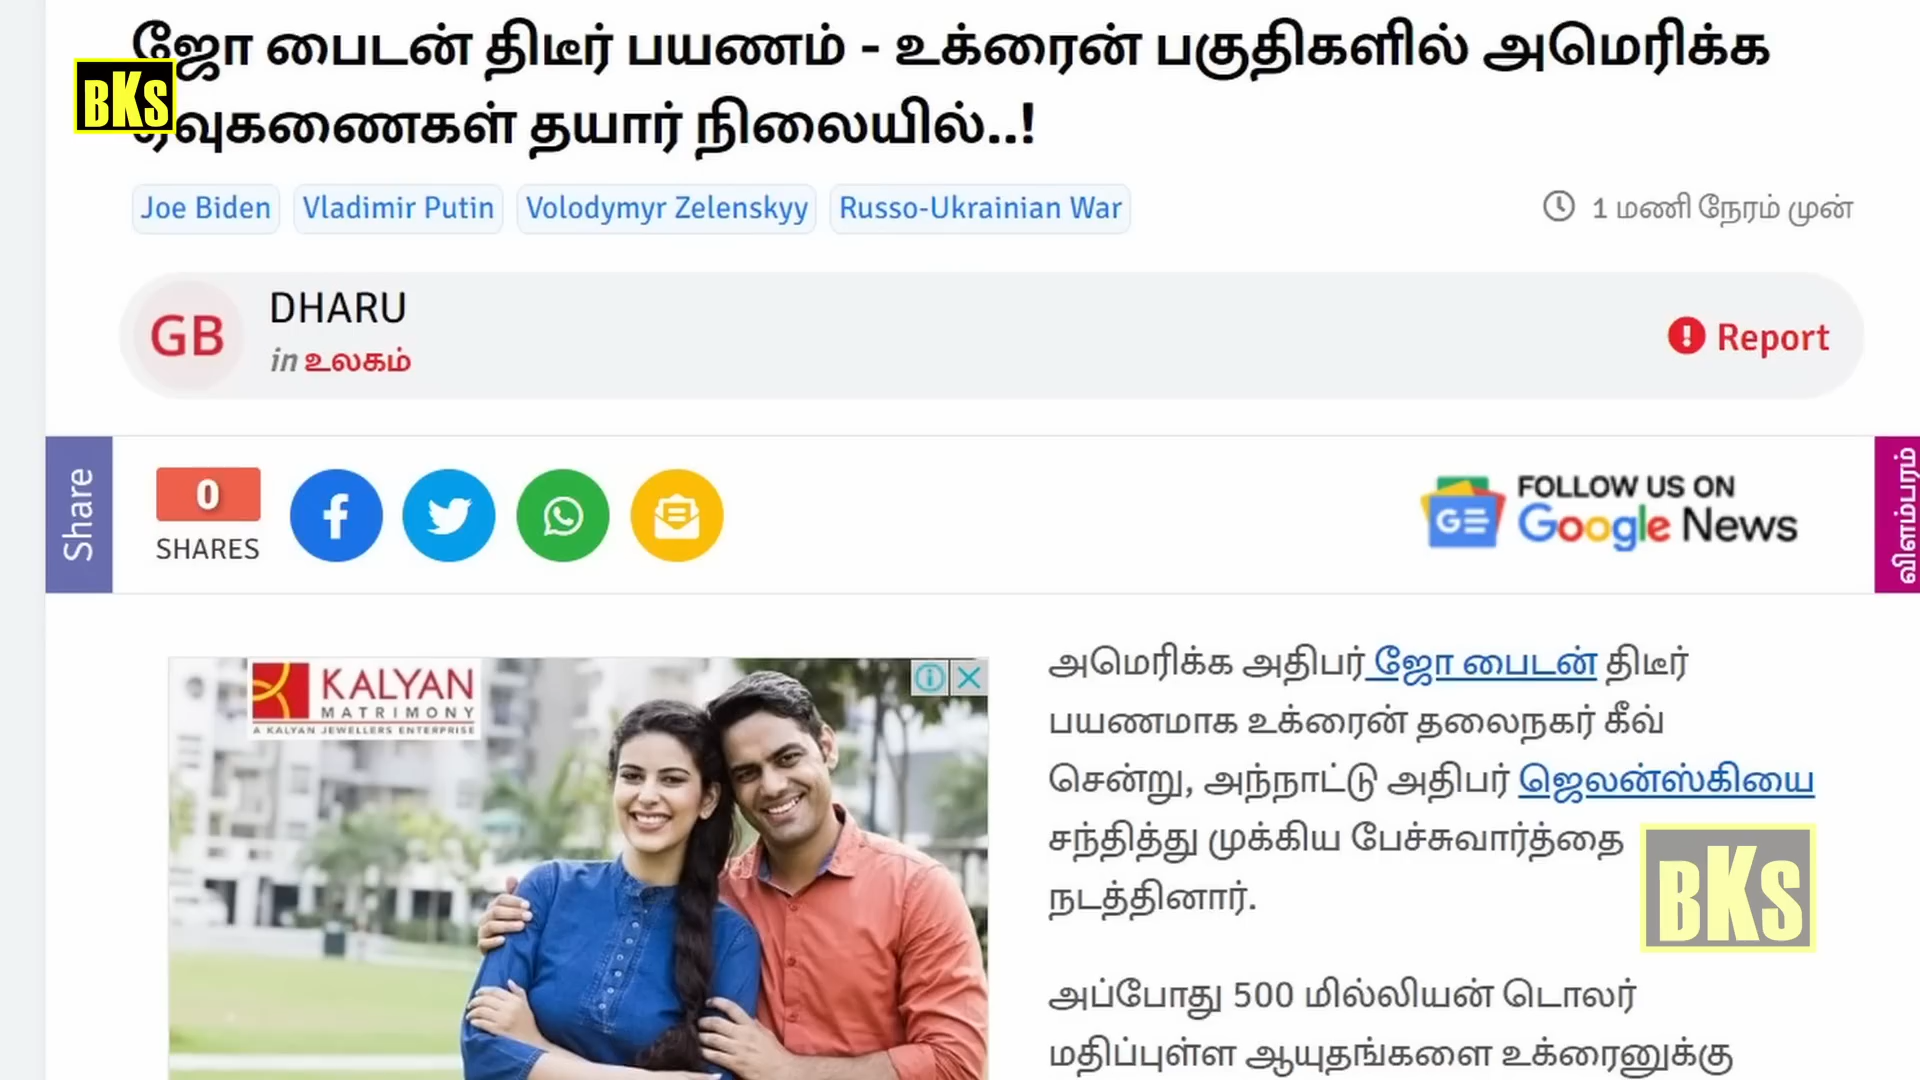 ஜோ பைடன் திடீர் பயணம் - உக்ரைன் பகுதிகளில் அமெரிக்க
BKS
ஏவுகணைகள் தயார் நிலையில்..!
Joe Biden Vladimir Putin Volodymyr Zelenskyy Russo-Ukrainian War
1 மணி நேரம் முன்
GB
DHARU
in உலகம்
Report
Share
0
SHARES
FOLLOW US ON
Google News
GE
விளம்பரம்
KALYAN
MATRIMONY
A KALYAN JEWELLERS ENTERPRISE
அமெரிக்க அதிபர் ஜோ பைடன் திடீர்
பயணமாக உக்ரைன் தலைநகர் கீவ்
சென்று, அந்நாட்டு அதிபர் ஜெலன்ஸ்கியை
சந்தித்து முக்கிய பேச்சுவார்த்தை
நடத்தினார்.
BKS
அப்போது 500 மில்லியன் டொலர்
மதிப்புள்ள ஆயுதங்களை உக்ரைனுக்கு